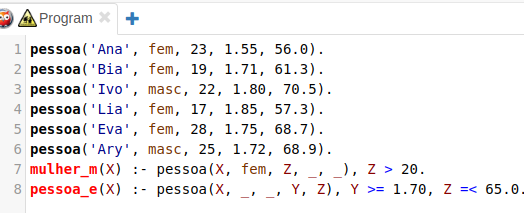 Program
1 pessoa('Ana', fem, 23, 1.55, 56.0).
2 pessoa('Bia', fem, 19, 1.71, 61.3).
3 pessoa('Ivo', masc, 22, 1.80, 70.5).
4 pessoa('Lia', fem, 17, 1.85, 57.3).
5 pessoa('Eva', fem, 28, 1.75, 68.7).
6 pessoa('Ary', masc, 25, 1.72, 68.9).
7 mulher_m(X) :- pessoa(X, fem, Z, _, _), Z > 20.
8 pessoa_e(X) :- pessoa(X, _, _, Y, Z), Y >= 1.70, Z =< 65.0.